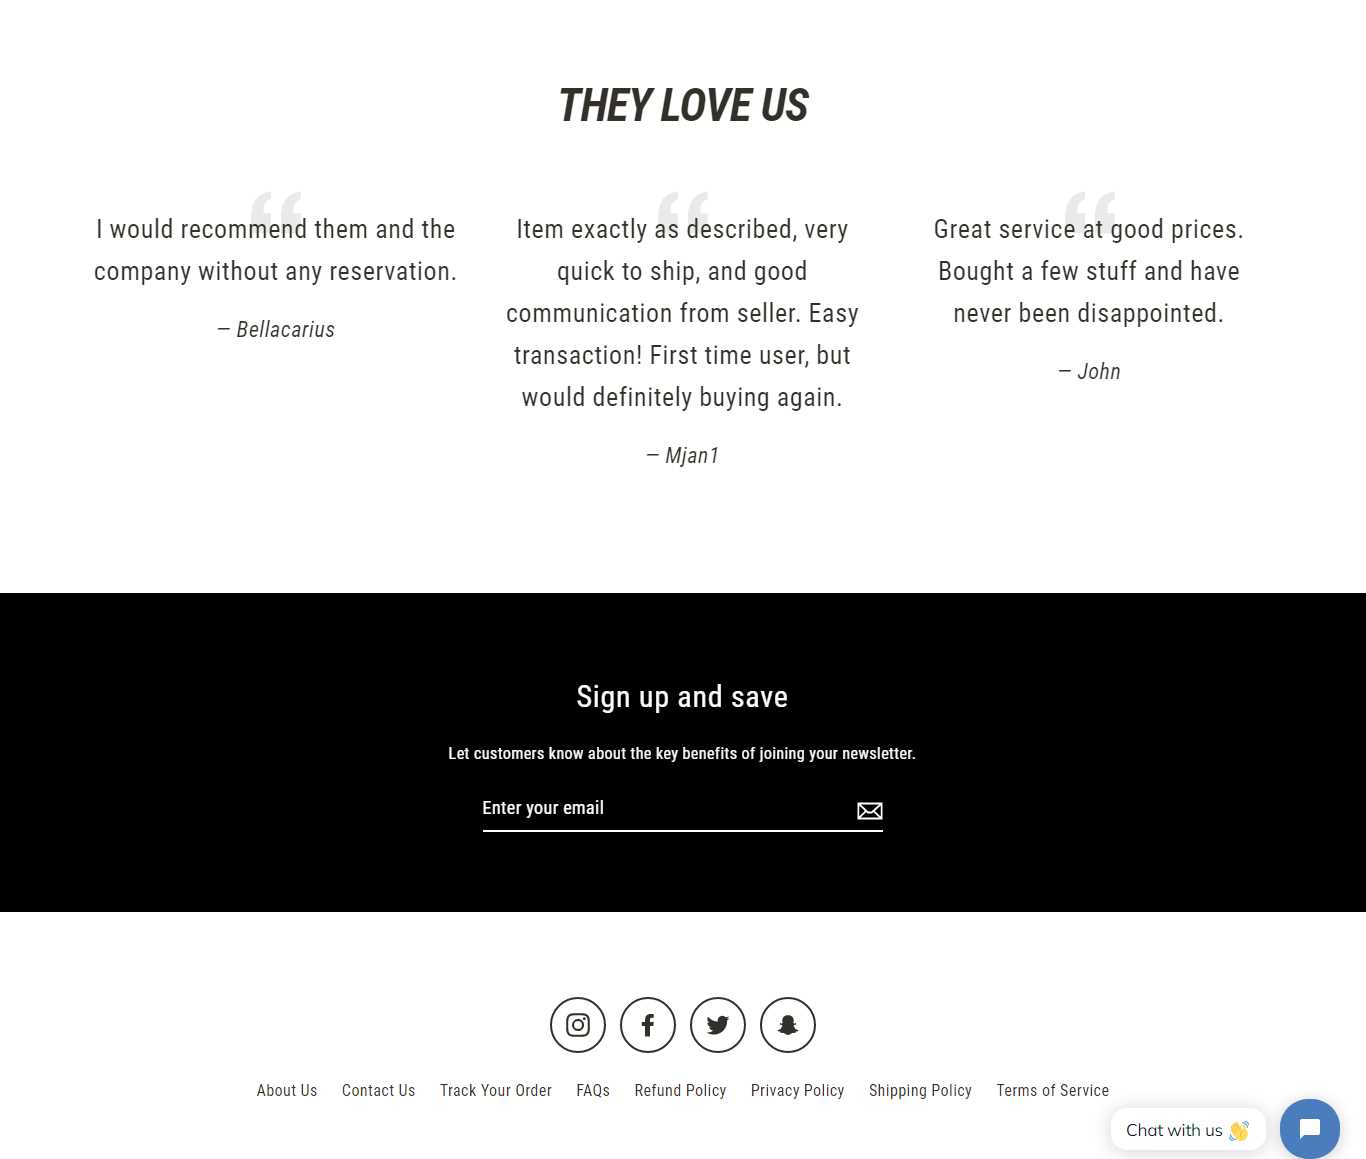 THEY LOVE US
I would recommend them and the
company without any reservation.
— Bellacarius
Item exactly as described, very
quick to ship, and good
communication from seller. Easy
transaction! First time user, but
would definitely buying again.
— Mjan1
Great service at good prices.
Bought a few stuff and have
never been disappointed.
— John
Sign up and save
Let customers know about the key benefits of joining your newsletter.
Enter your email
About Us Contact Us Track Your Order FAQs Refund Policy Privacy Policy Shipping Policy Terms of Service
Chat with us 👋